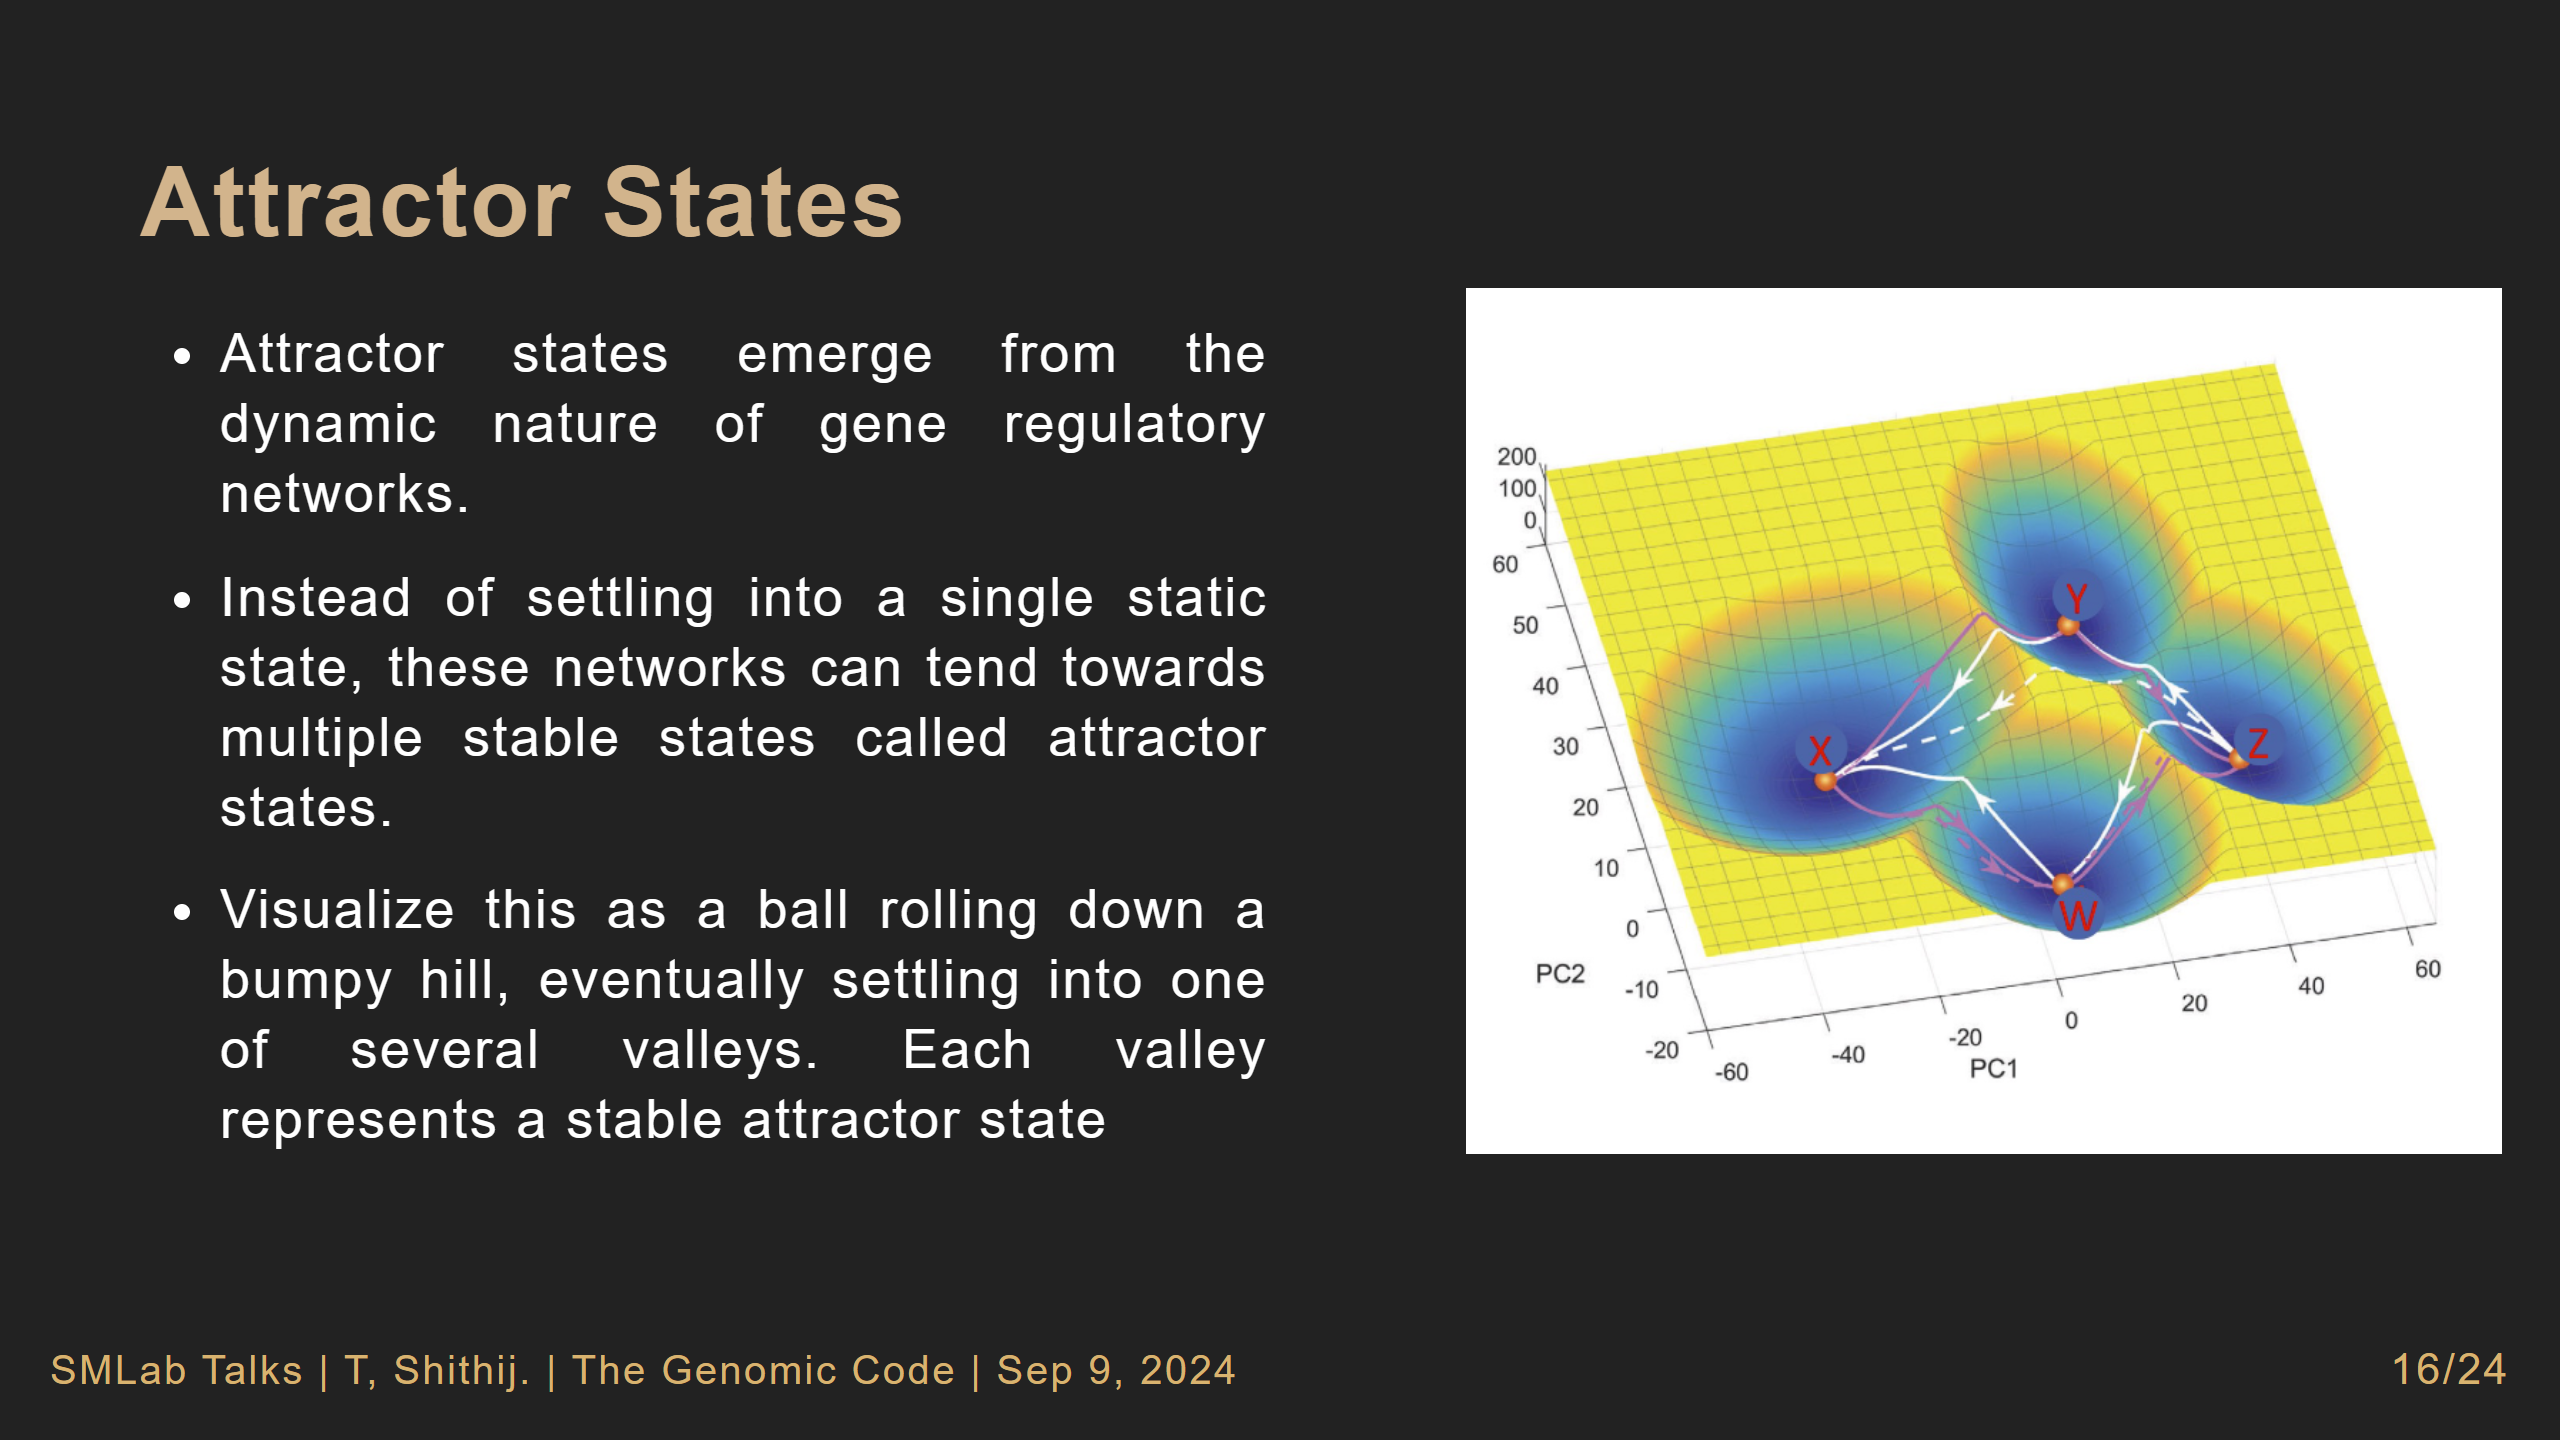 Attractor States
• Attractor states emerge from the
dynamic nature of gene regulatory
networks.
• Instead of settling into a single static
state, these networks can tend towards
multiple stable states called attractor
states.
• Visualize this as a ball rolling down a
bumpy hill, eventually settling into one
of several valleys. Each valley
represents a stable attractor state
200
100
0
60
50
40
30
20
10
0
-10
-20
PC2
-60
-40
-20
0
20
40
60
PC1
Y
X
Z
W
SMLab Talks | T, Shithij. | The Genomic Code | Sep 9, 2024
16/24